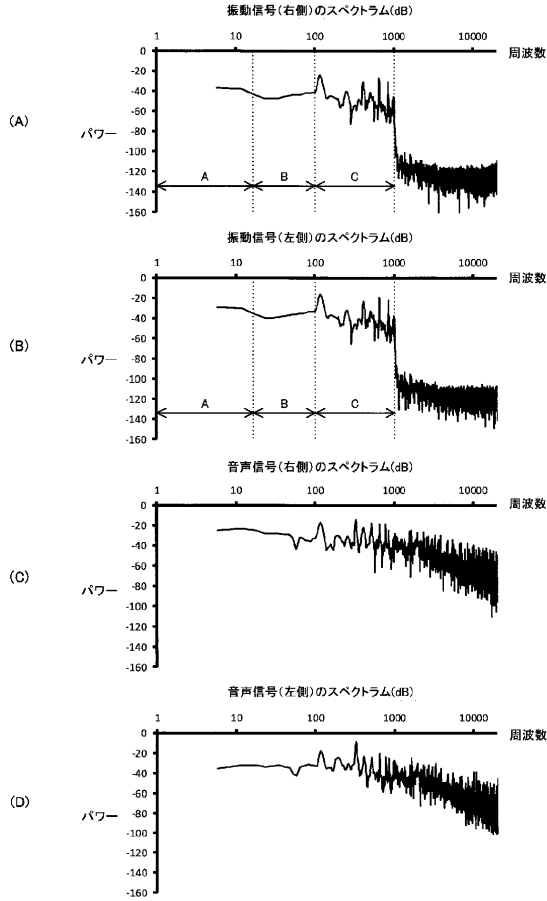 振動信号(右側)のスペクトラム(dB)
1 10 100 1000 10000
周波数
(A)
パワー
0
-20
-40
-60
-80
-100
-120
-140
-160
A B C
振動信号(左側)のスペクトラム(dB)
1 10 100 1000 10000
周波数
(B)
パワー
0
-20
-40
-60
-80
-100
-120
-140
-160
A B C
音声信号(右側)のスペクトラム(dB)
1 10 100 1000 10000
周波数
(C)
パワー
0
-20
-40
-60
-80
-100
-120
-140
-160
音声信号(左側)のスペクトラム(dB)
1 10 100 1000 10000
周波数
(D)
パワー
0
-20
-40
-60
-80
-100
-120
-140
-160